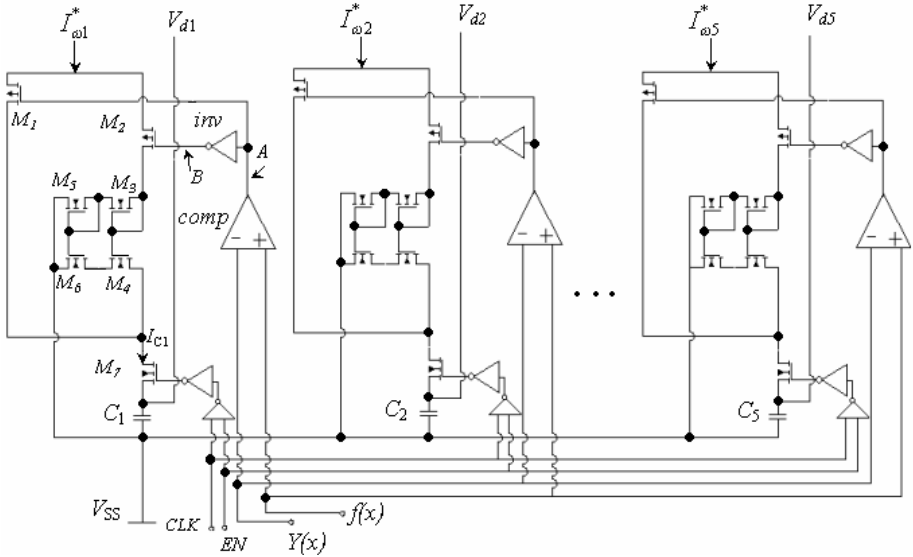 I*ω1
Vd1
I*ω2
Vd2
I*ω5
Vd5
M1
M2
inv
A
B
M5
M3
comp
- +
- +
- +
M6
M4
• • •
IC1
M7
C1
C2
C5
VSS
CLK
EN
Y(x)
f(x)